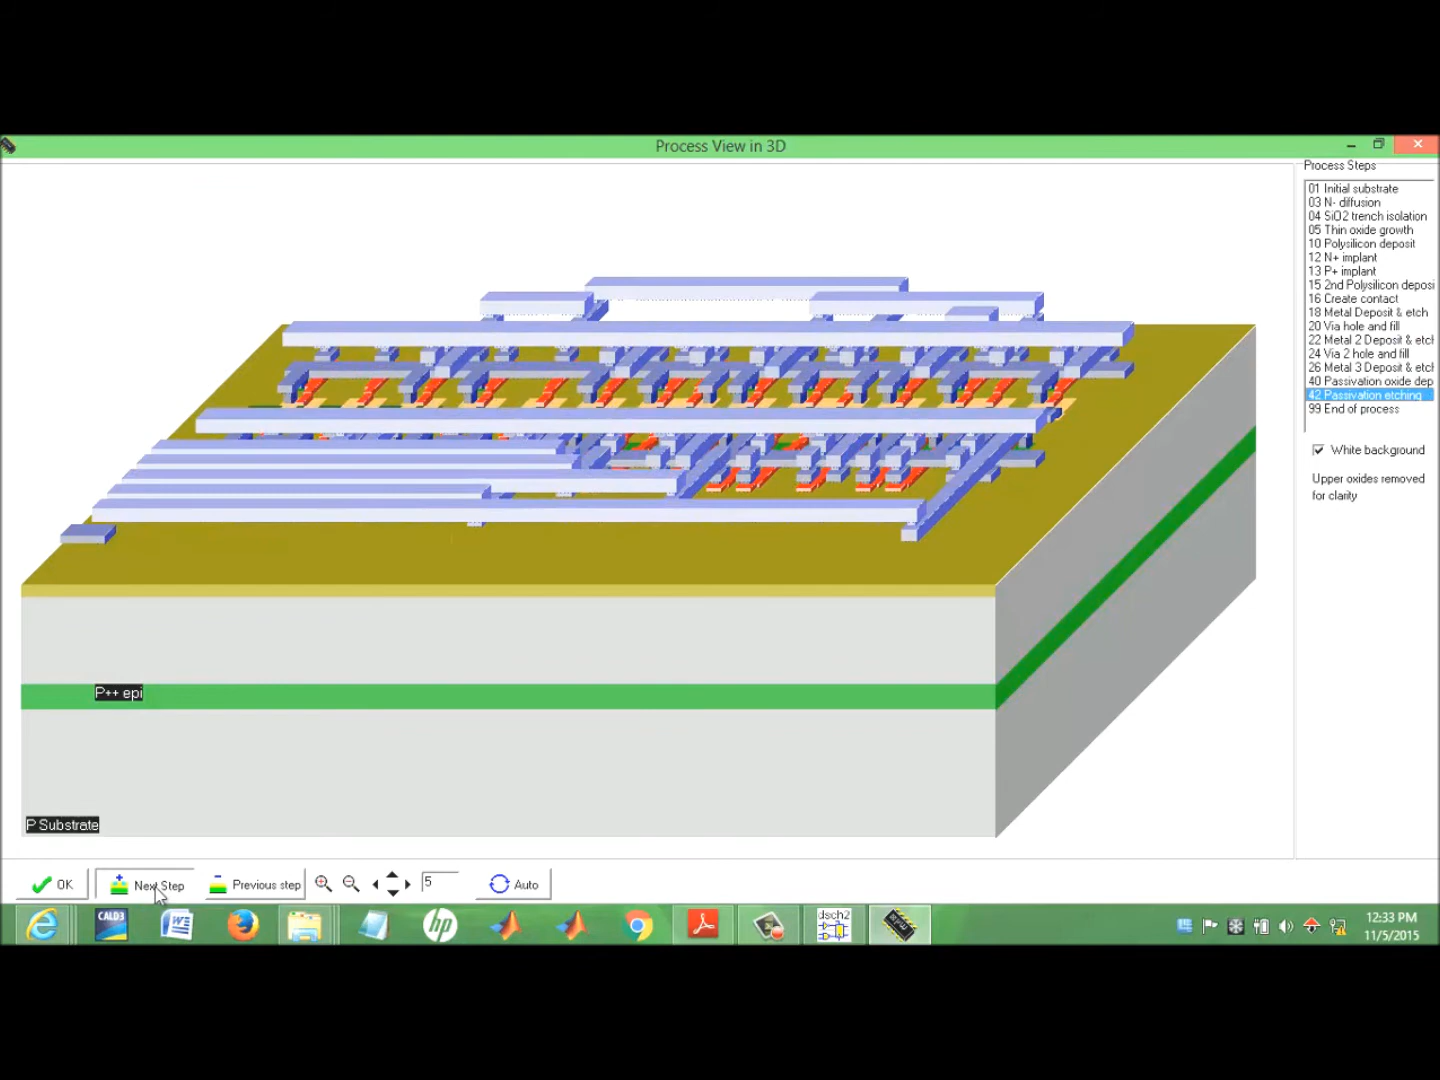 Process View in 3D
Process Steps
01 Initial substrate
03 N- diffusion
04 SiO2 trench isolation
05 Thin oxide growth
10 Polysilicon deposit
12 N+ implant
13 P+ implant
15 2nd Polysilicon deposi
16 Create contact
18 Metal Deposit & etch
20 Via hole and fill
22 Metal 2 Deposit & etch
24 Via 2 hole and fill
26 Metal 3 Deposit & etch
40 Passivation oxide dep
42 Passivation etching
99 End of process
White background
Upper oxides removed
for clarity
P++ epi
P Substrate
OK
Next Step
Previous step
5
Auto
CALD3
hp
dsch2
12:33 PM
11/5/2015